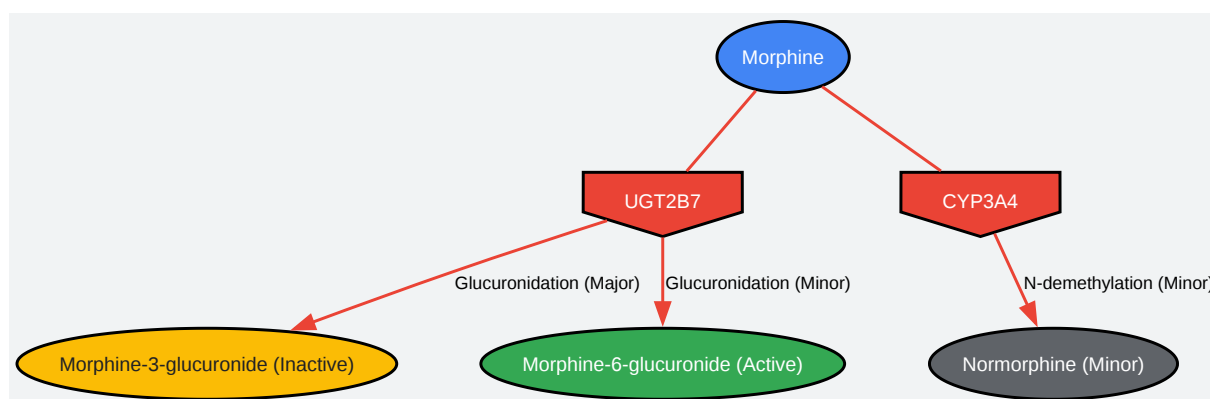 Morphine
UGT2B7
CYP3A4
Glucuronidation (Major)
Glucuronidation (Minor)
N-demethylation (Minor)
Morphine-3-glucuronide (Inactive)
Morphine-6-glucuronide (Active)
Normorphine (Minor)